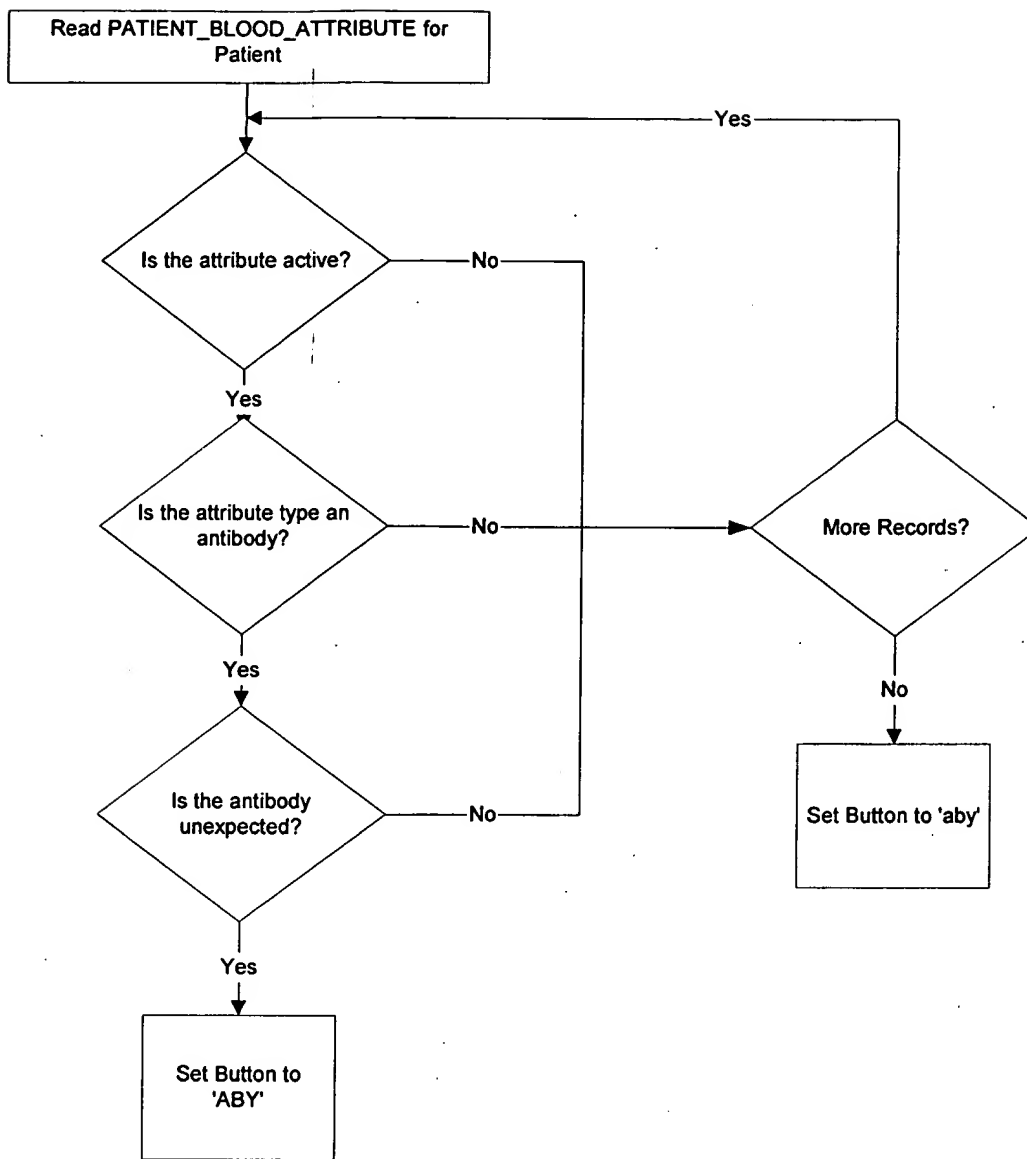 Read PATIENT_BLOOD_ATTRIBUTE for
Patient
Yes
Is the attribute active?
No
Yes
Is the attribute type an
antibody?
No
More Records?
Yes
No
Is the antibody
unexpected?
No
Set Button to 'aby'
Yes
Set Button to
'ABY'